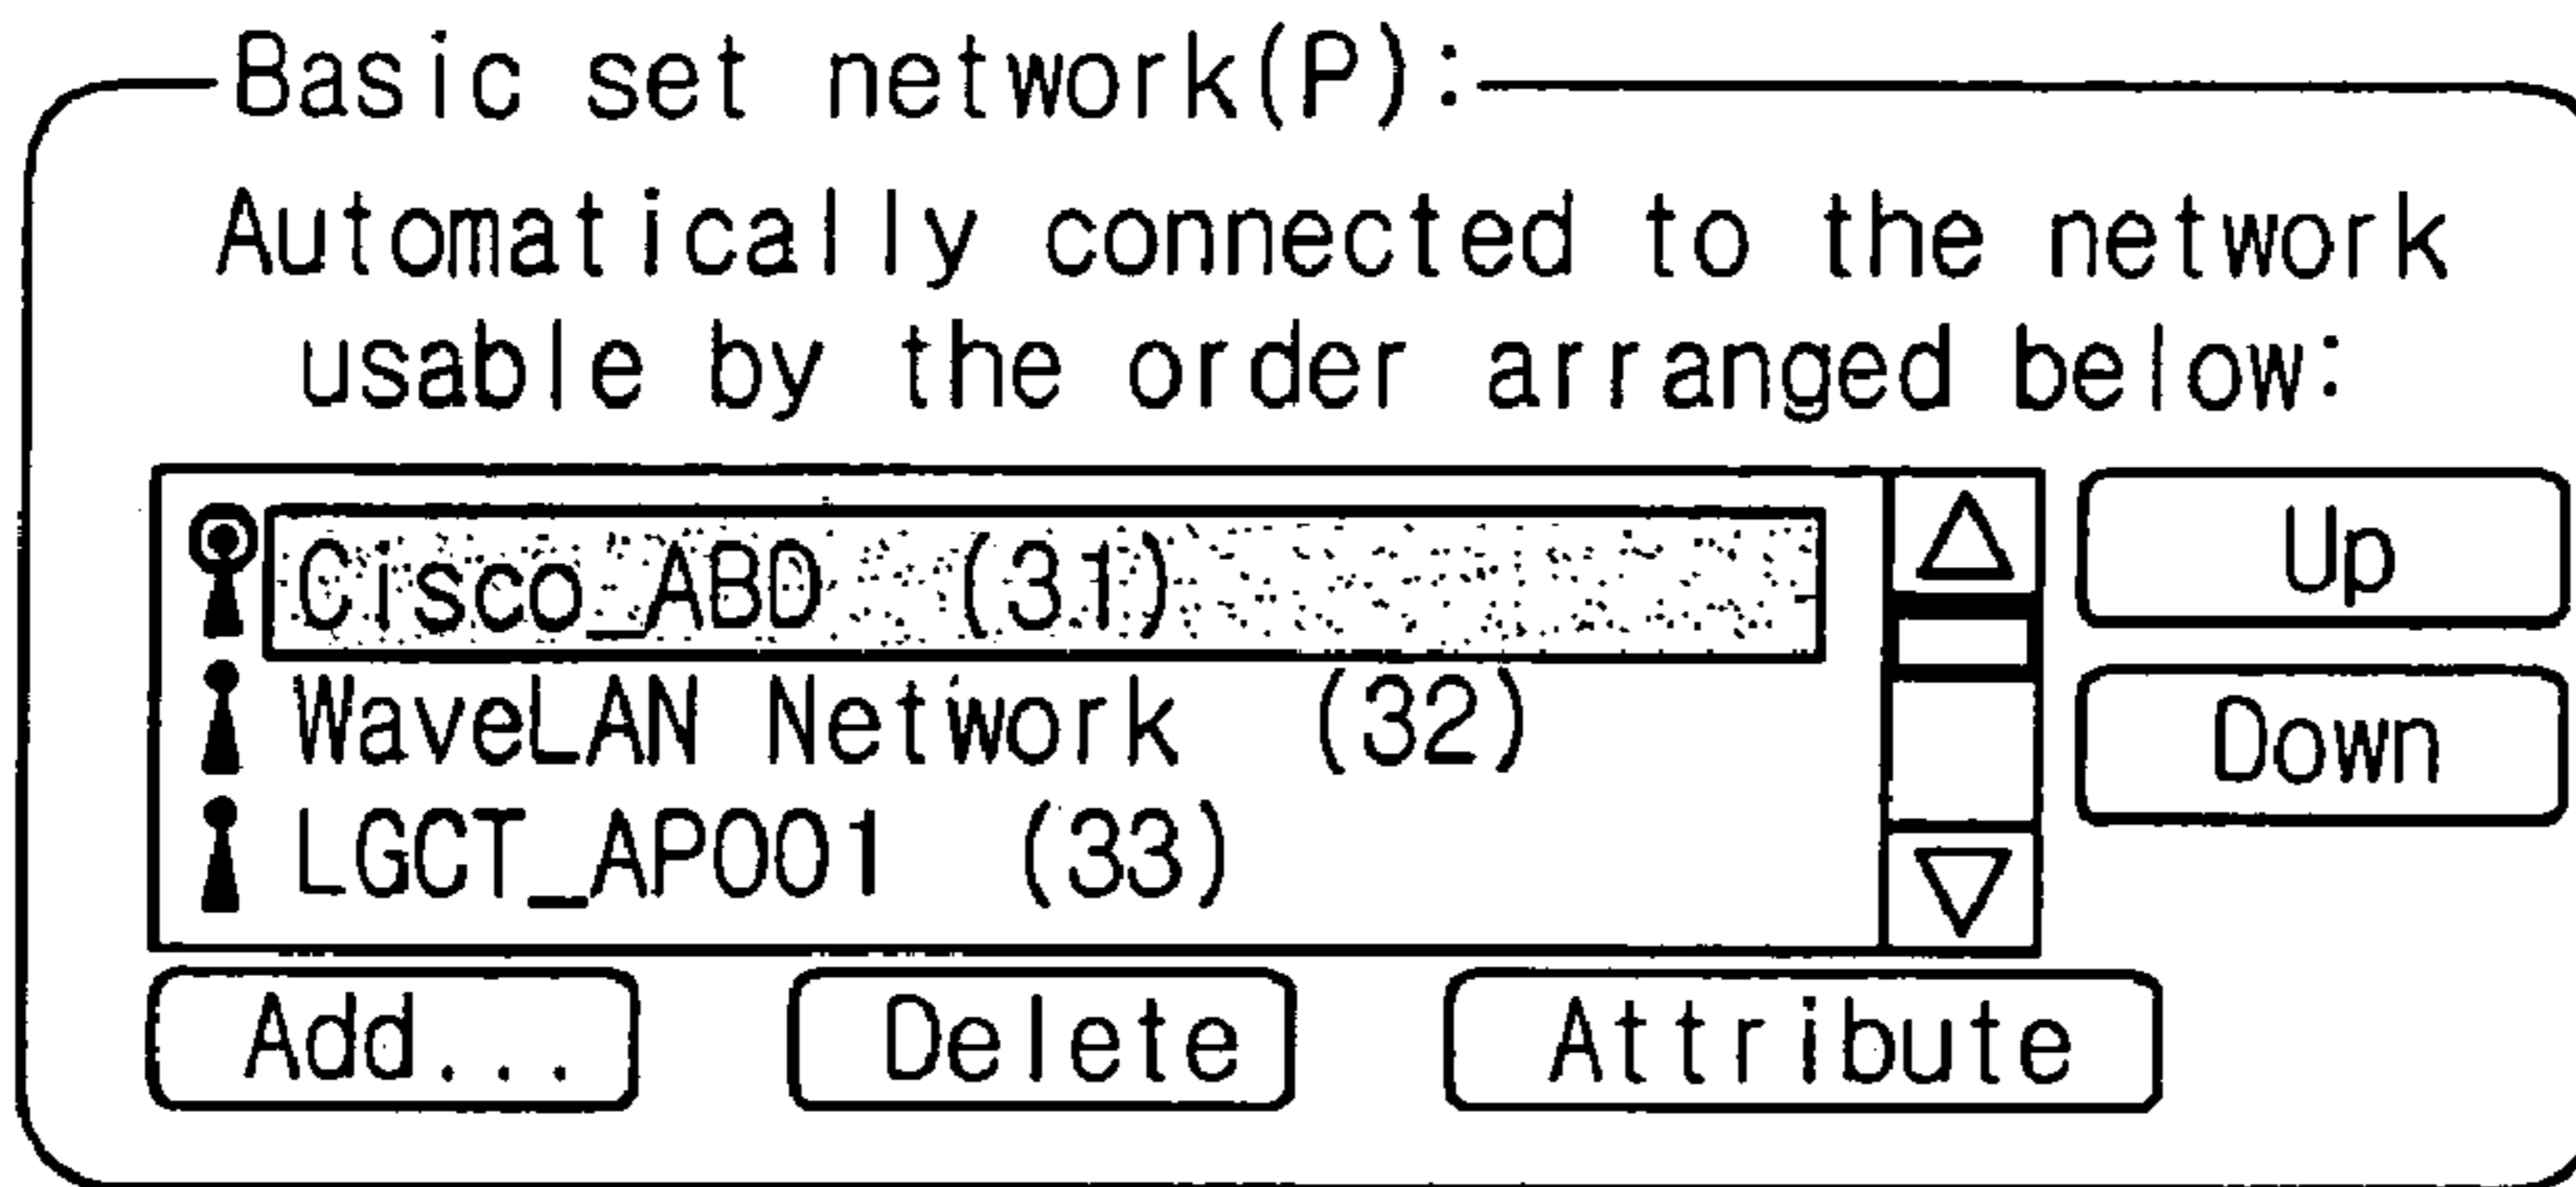 Basic set network(P):
Automatically connected to the network
usable by the order arranged below:
Cisco_ABD (31)
WaveLAN Network (32)
LGCT_AP001 (33)
Up
Down
Add...
Delete
Attribute